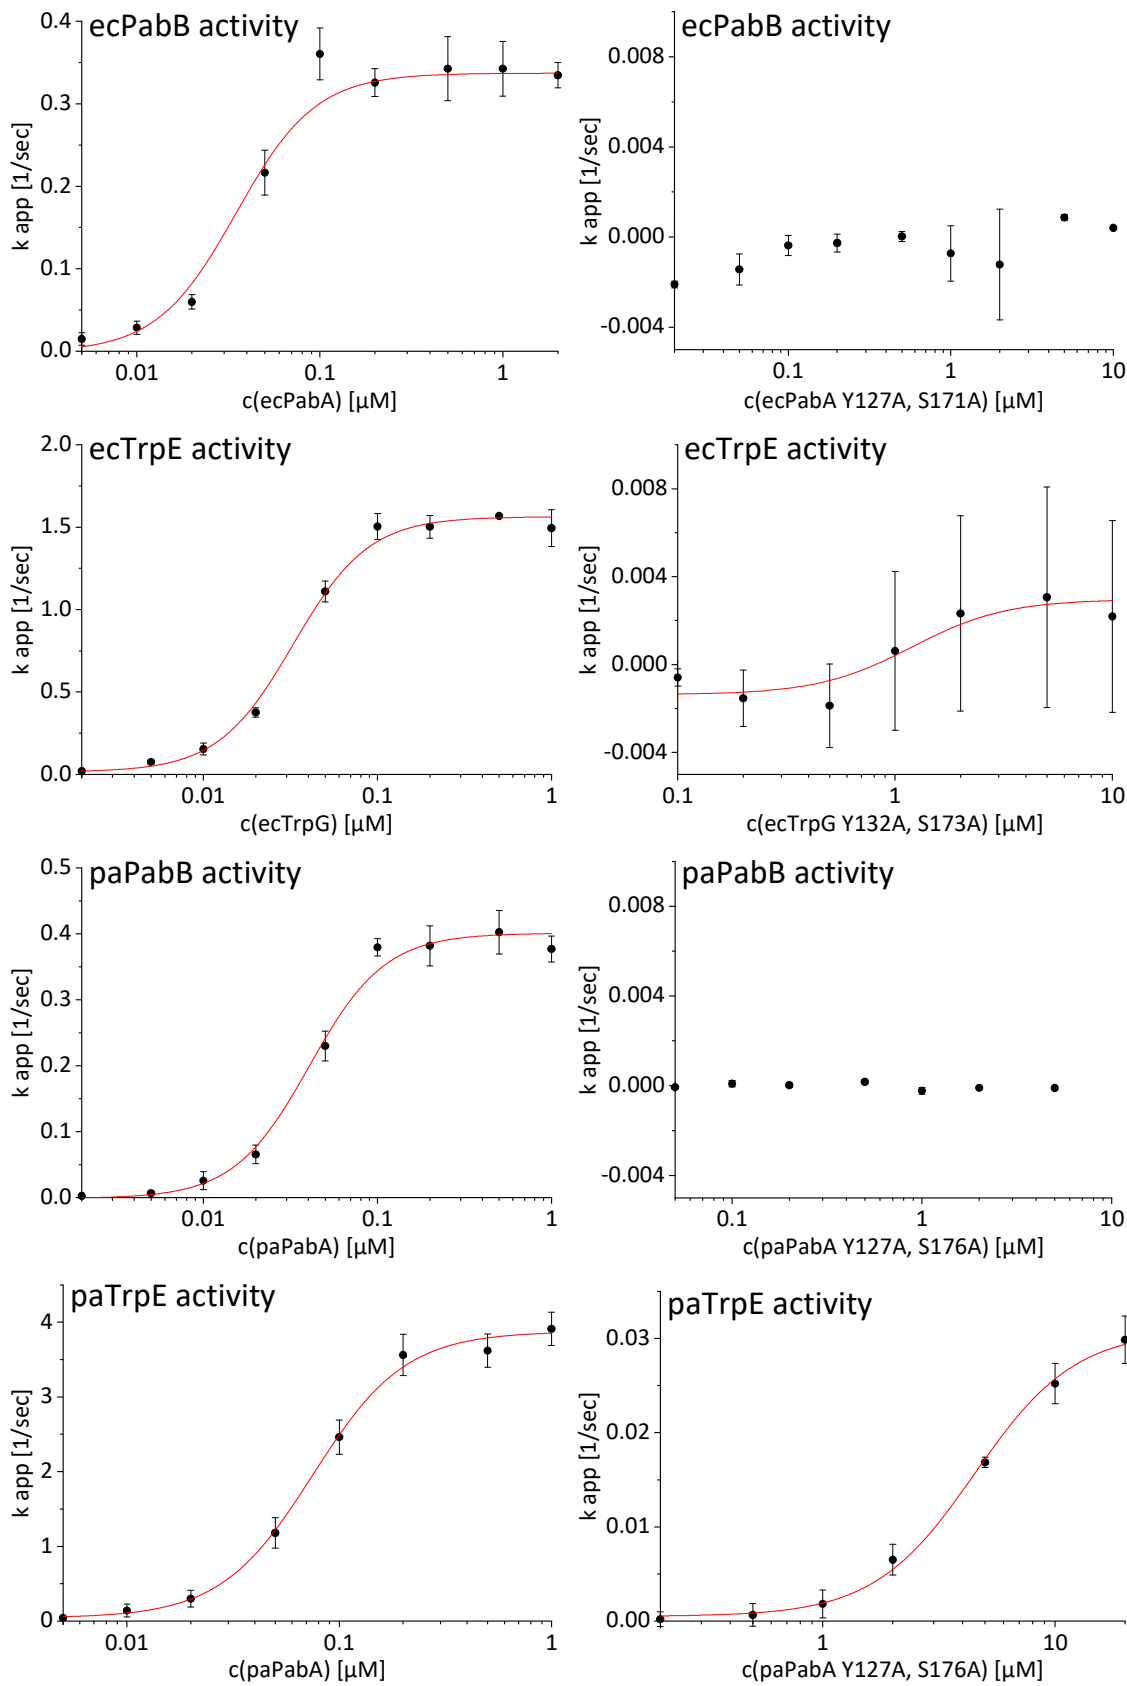 ecPabB activity
0.4
0.3
0.2
0.1
0.0
k app [1/sec]
0.01
0.1
1
c(ecPabA) [µM]
ecPabB activity
0.008
0.004
0.000
-0.004
k app [1/sec]
0.1
1
10
c(ecPabA Y127A, S171A) [µM]
ecTrpE activity
2.0
1.5
1.0
0.5
0.0
k app [1/sec]
0.01
0.1
1
c(ecTrpG) [µM]
ecTrpE activity
0.008
0.004
0.000
-0.004
k app [1/sec]
0.1
1
10
c(ecTrpG Y132A, S173A) [µM]
paPabB activity
0.5
0.4
0.3
0.2
0.1
0.0
k app [1/sec]
0.01
0.1
1
c(paPabA) [µM]
paPabB activity
0.008
0.004
0.000
-0.004
k app [1/sec]
0.1
1
10
c(paPabA Y127A, S176A) [µM]
paTrpE activity
4
3
2
1
0
k app [1/sec]
0.01
0.1
1
c(paPabA) [µM]
paTrpE activity
0.03
0.02
0.01
0.00
k app [1/sec]
1
10
c(paPabA Y127A, S176A) [µM]